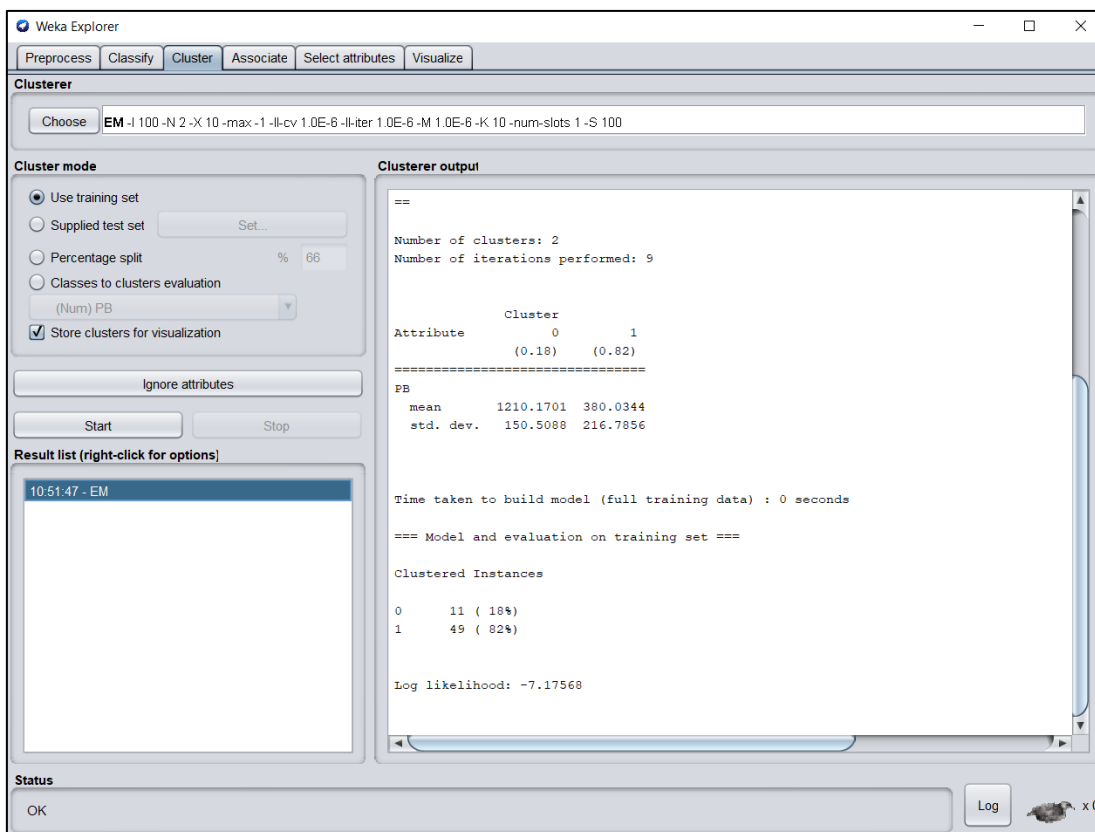 Weka Explorer
Preprocess Classify Cluster Associate Select attributes Visualize
Clusterer
Choose EM -I 100 -N 2 -X 10 -max -1 -ll-cv 1.0E-6 -ll-iter 1.0E-6 -M 1.0E-6 -K 10 -num-slots 1 -S 100
Cluster mode
Use training set
Supplied test set Set...
Percentage split % 66
Classes to clusters evaluation
(Num) PB
Store clusters for visualization
Ignore attributes
Start Stop
Result list (right-click for options)
10:51:47 - EM
Clusterer output
==
Number of clusters: 2
Number of iterations performed: 9
Cluster
Attribute 0 1
(0.18) (0.82)
================================
PB
mean 1210.1701 380.0344
std. dev. 150.5088 216.7856
Time taken to build model (full training data) : 0 seconds
=== Model and evaluation on training set ===
Clustered Instances
0 11 ( 18%)
1 49 ( 82%)
Log likelihood: -7.17568
Status
OK
Log x 0